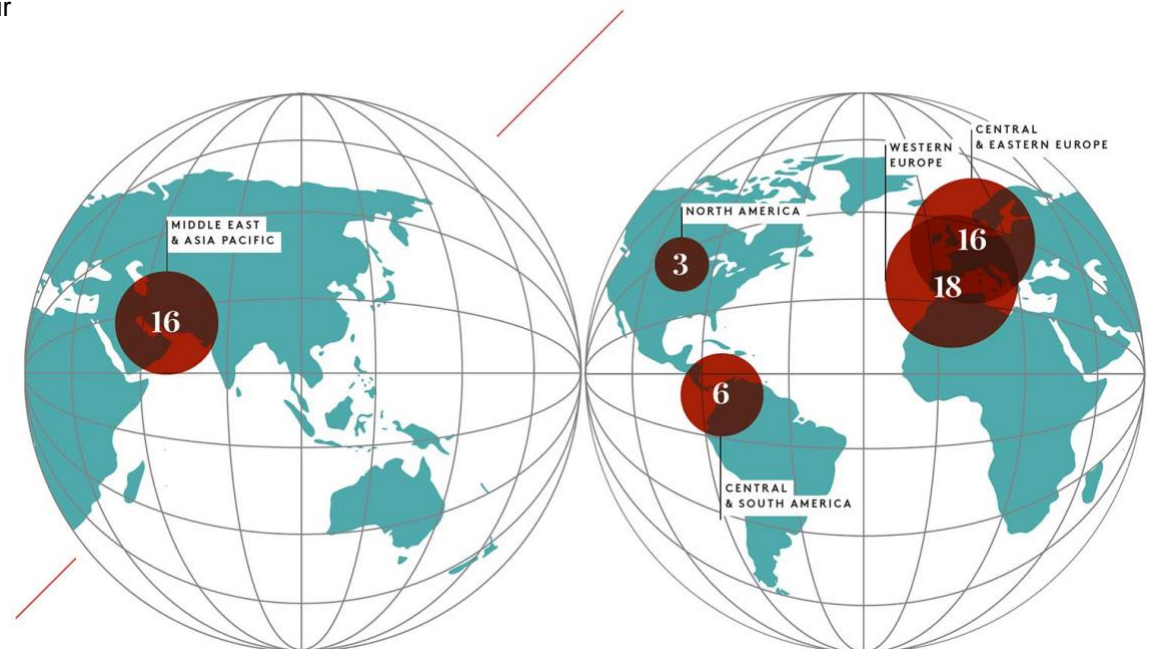 ur
MIDDLE EAST
& ASIA PACIFIC
16
NORTH AMERICA
3
WESTERN
EUROPE
CENTRAL
& EASTERN EUROPE
16
18
6
CENTRAL
& SOUTH AMERICA